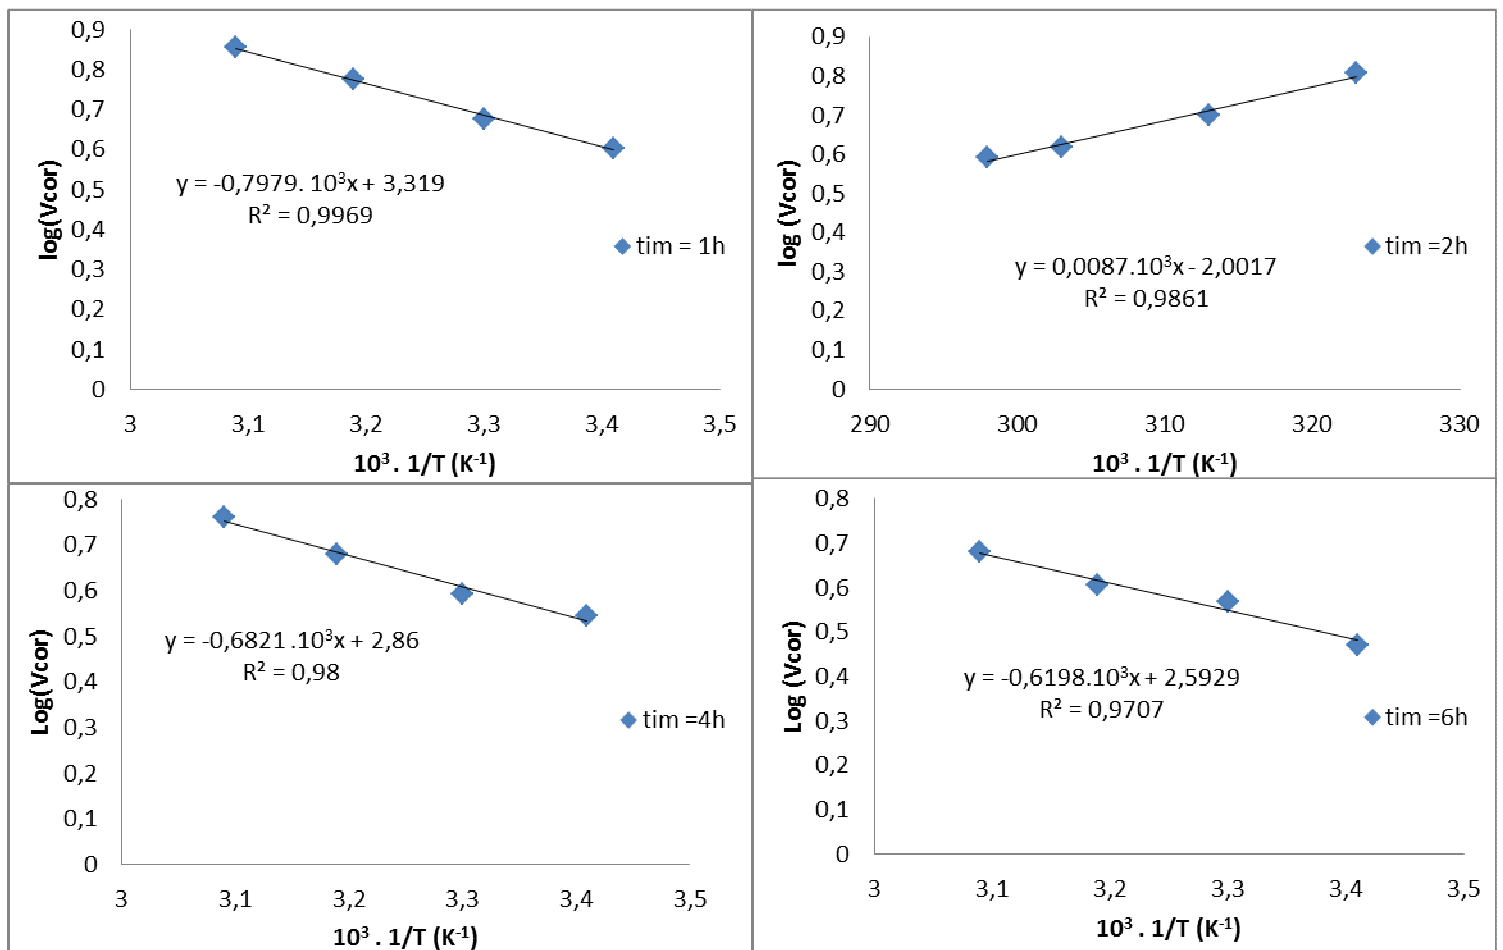 0,9
0,8
0,7
0,6
0,5
0,4
0,3
0,2
0,1
0
log(Vcor)
y = -0,7979. 10³x + 3,319
R² = 0,9969
tim = 1h
3 3,1 3,2 3,3 3,4 3,5
10³ . 1/T (K⁻¹)
0,9
0,8
0,7
0,6
0,5
0,4
0,3
0,2
0,1
0
log (Vcor)
y = 0,0087.10³x - 2,0017
R² = 0,9861
tim =2h
290 300 310 320 330
10³ . 1/T (K⁻¹)
0,8
0,7
0,6
0,5
0,4
0,3
0,2
0,1
0
Log(Vcor)
y = -0,6821 .10³x + 2,86
R² = 0,98
tim =4h
3 3,1 3,2 3,3 3,4 3,5
10³ . 1/T (K⁻¹)
0,8
0,7
0,6
0,5
0,4
0,3
0,2
0,1
0
Log (Vcor)
y = -0,6198.10³x + 2,5929
R² = 0,9707
tim =6h
3 3,1 3,2 3,3 3,4 3,5
10³ . 1/T (K⁻¹)